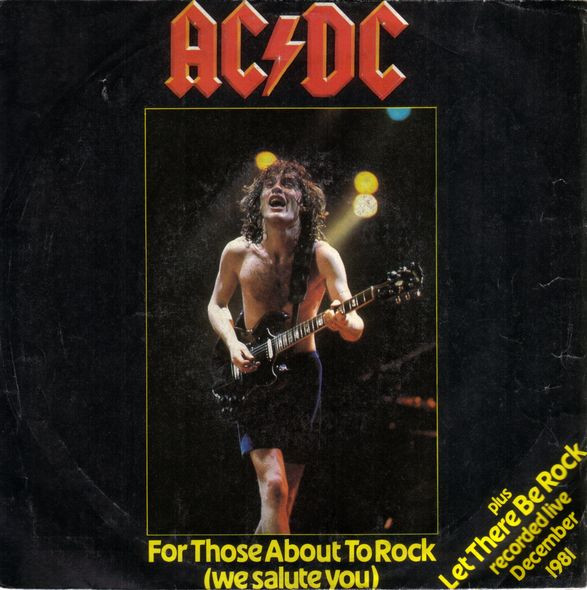 AC⚡DC
For Those About To Rock
(we salute you)
plus
Let There Be Rock
recorded live
December
1981